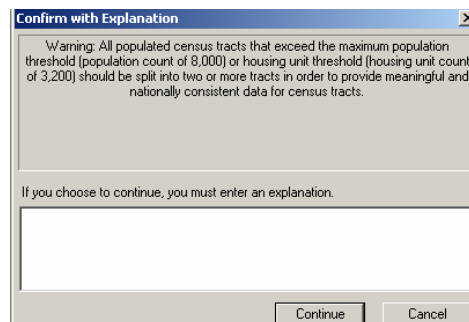 Confirm with Explanation
Warning: All populated census tracts that exceed the maximum population
threshold (population count of 8,000) or housing unit threshold (housing unit count
of 3,200) should be split into two or more tracts in order to provide meaningful and
nationally consistent data for census tracts.
If you choose to continue, you must enter an explanation.
Continue Cancel